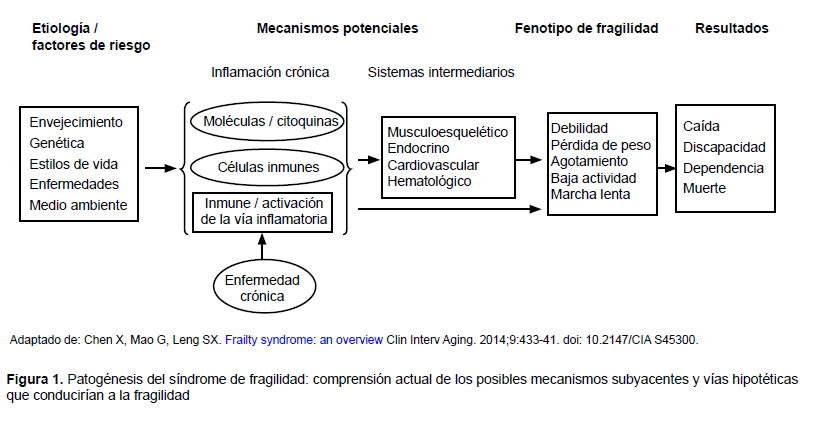 Etiología /
factores de riesgo
Mecanismos potenciales
Fenotipo de fragilidad
Resultados
Inflamación crónica
Sistemas intermediarios
Envejecimiento
Genética
Estilos de vida
Enfermedades
Medio ambiente
Moléculas / citoquinas
Células inmunes
Inmune / activación
de la vía inflamatoria
Enfermedad
crónica
Musculoesquelético
Endocrino
Cardiovascular
Hematológico
Debilidad
Pérdida de peso
Agotamiento
Baja actividad
Marcha lenta
Caída
Discapacidad
Dependencia
Muerte
Adaptado de: Chen X, Mao G, Leng SX. Frailty syndrome: an overview Clin Interv Aging. 2014;9:433-41. doi: 10.2147/CIA S45300.
Figura 1. Patogénesis del síndrome de fragilidad: comprensión actual de los posibles mecanismos subyacentes y vías hipotéticas
que conducirían a la fragilidad